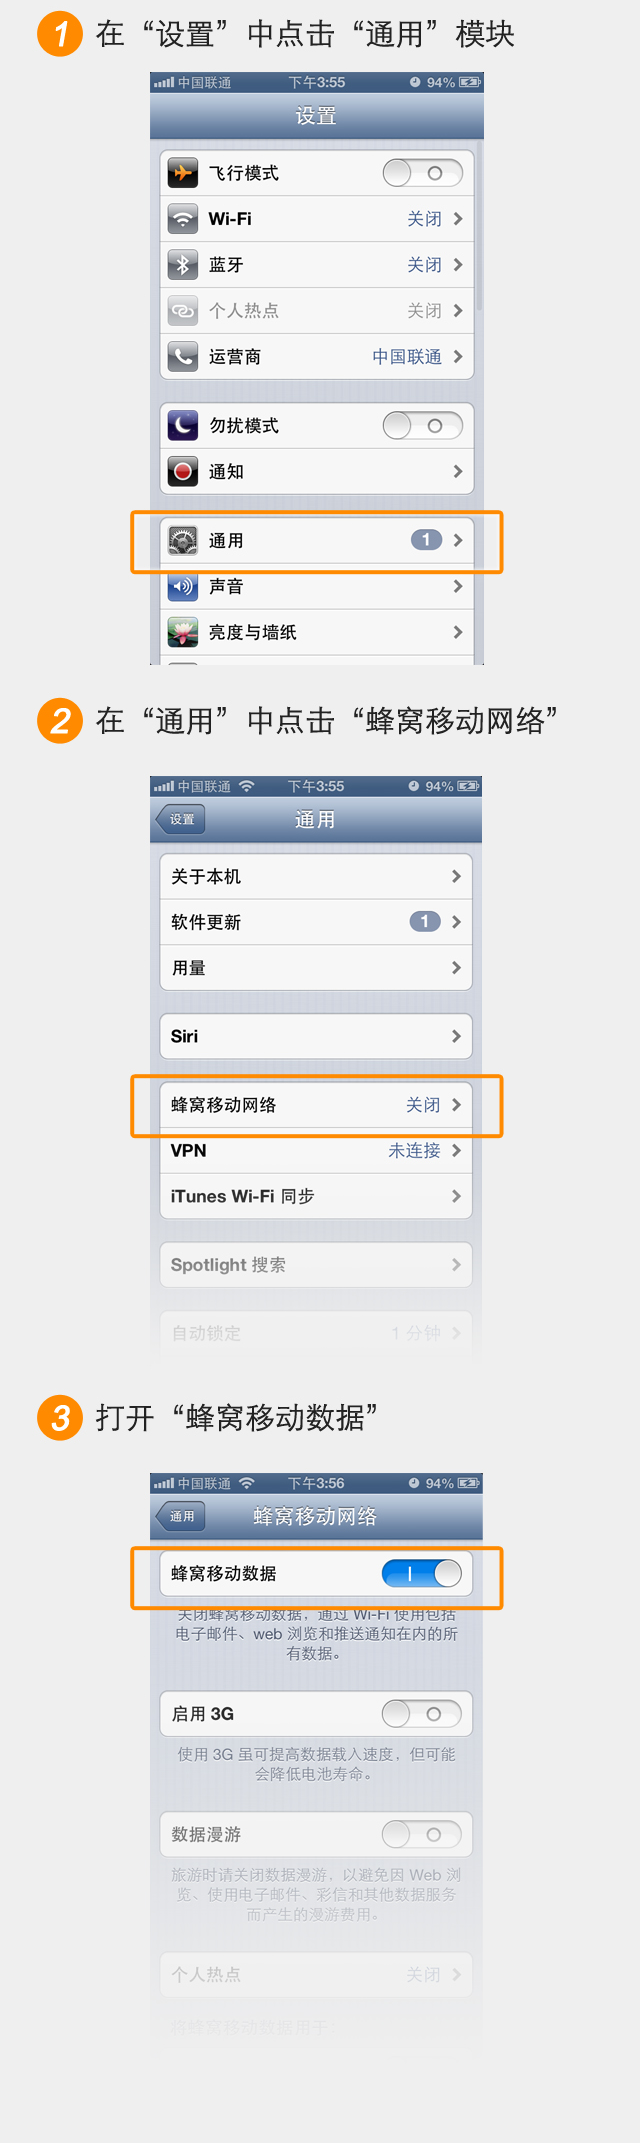 1 在“设置”中点击“通用”模块
中国联通 下午3:55 94%
设置
飞行模式
Wi-Fi 关闭
蓝牙 关闭
个人热点 关闭
运营商 中国联通
勿扰模式
通知
通用 1
声音
亮度与墙纸
2 在“通用”中点击“蜂窝移动网络”
中国联通 下午3:55 94%
设置 通用
关于本机
软件更新 1
用量
Siri
蜂窝移动网络 关闭
VPN 未连接
iTunes Wi-Fi 同步
Spotlight 搜索
自动锁定 1 分钟
3 打开“蜂窝移动数据”
中国联通 下午3:56 94%
通用 蜂窝移动网络
蜂窝移动数据
关闭蜂窝移动数据，通过 Wi-Fi 使用包括
电子邮件、web 浏览和推送通知在内的所
有数据。
启用 3G
使用 3G 虽可提高数据载入速度，但可能
会降低电池寿命。
数据漫游
旅游时请关闭数据漫游，以避免因 Web 浏
览、使用电子邮件、彩信和其他数据服务
而产生的漫游费用。
个人热点 关闭
将蜂窝移动数据用于：